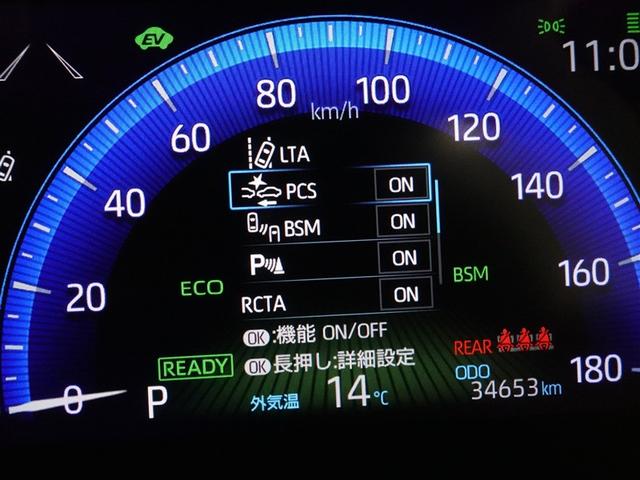 EV
11:0
80
100
km/h
60
120
LTA
40
PCS ON
140
BSM ON
P ON
160
ECO
BSM
20
RCTA ON
OK:機能 ON/OFF
REAR
READY
OK長押し:詳細設定
ODO
0
P
外気温 14℃
34653km
180